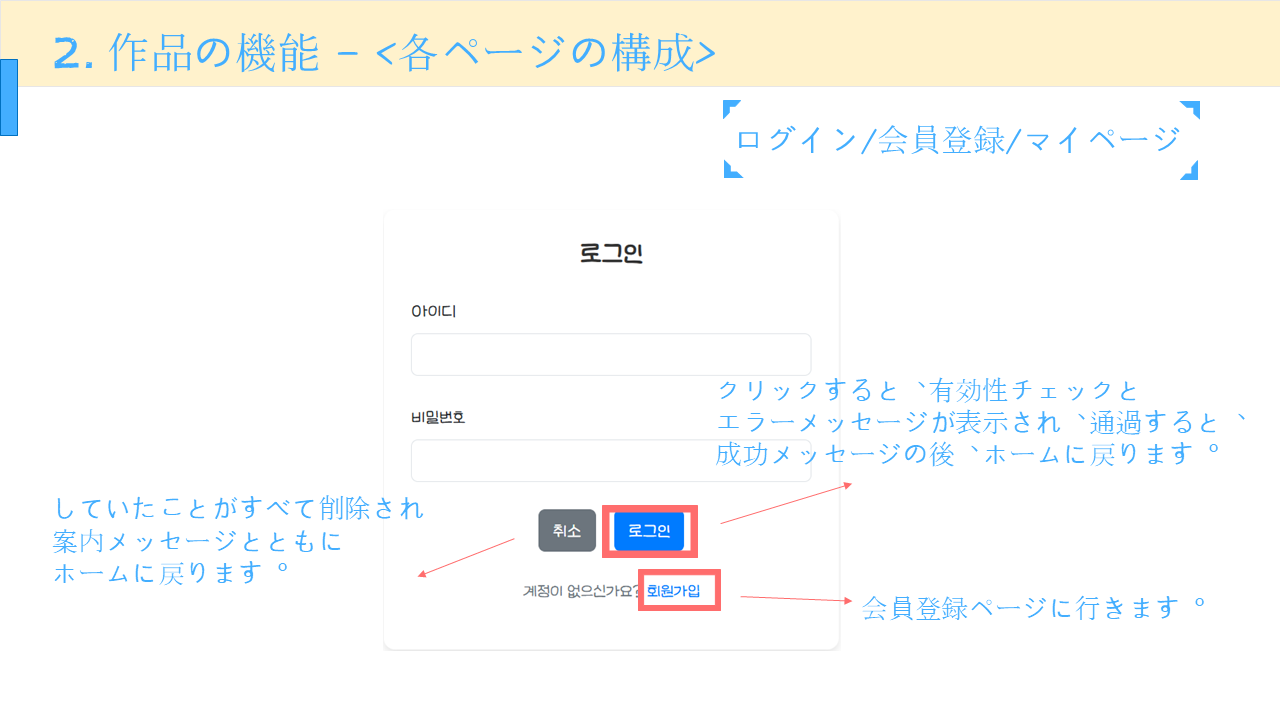 2. 作品の機能 - <各ページの構成>
ログイン/会員登録/マイページ
로그인
아이디
クリックすると、有効性チェックと
エラーメッセージが表示され、通過すると、
成功メッセージの後、ホームに戻ります。
비밀번호
していたことがすべて削除され
案内メッセージとともに
ホームに戻ります。
취소 로그인
계정이 없으신가요? 회원가입
会員登録ページに行きます。